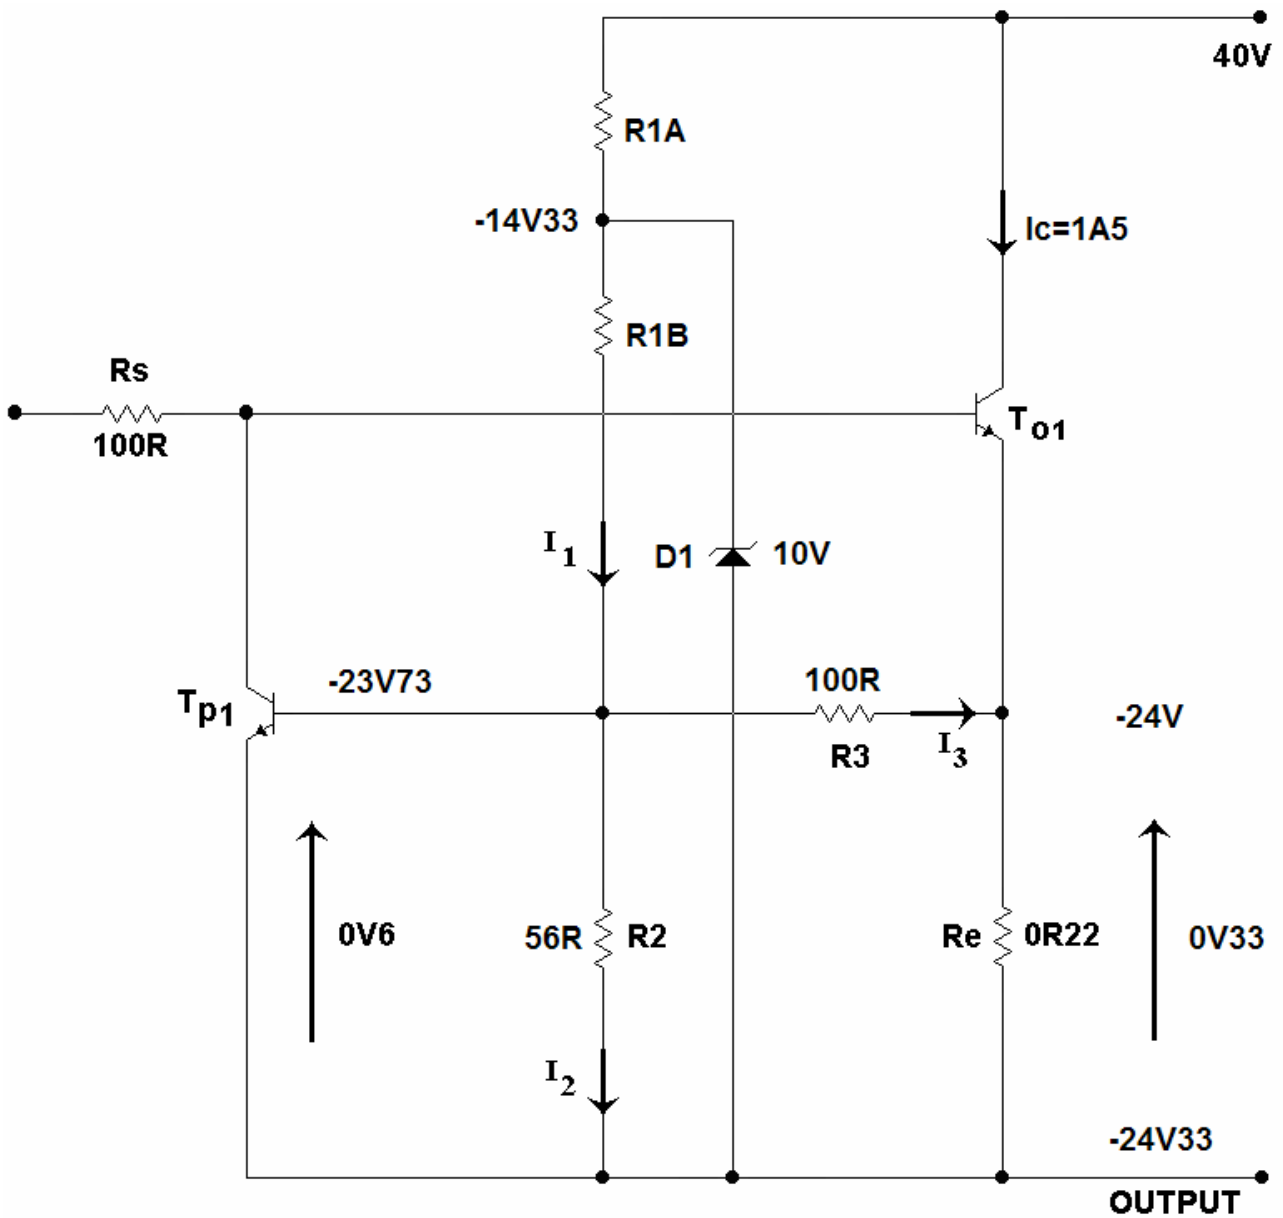 40V
R1A
-14V33
Ic=1A5
R1B
Rs
100R
To1
I1
D1
10V
-23V73
100R
Tp1
R3
I3
-24V
0V6
56R
R2
Re
0R22
0V33
I2
-24V33
OUTPUT